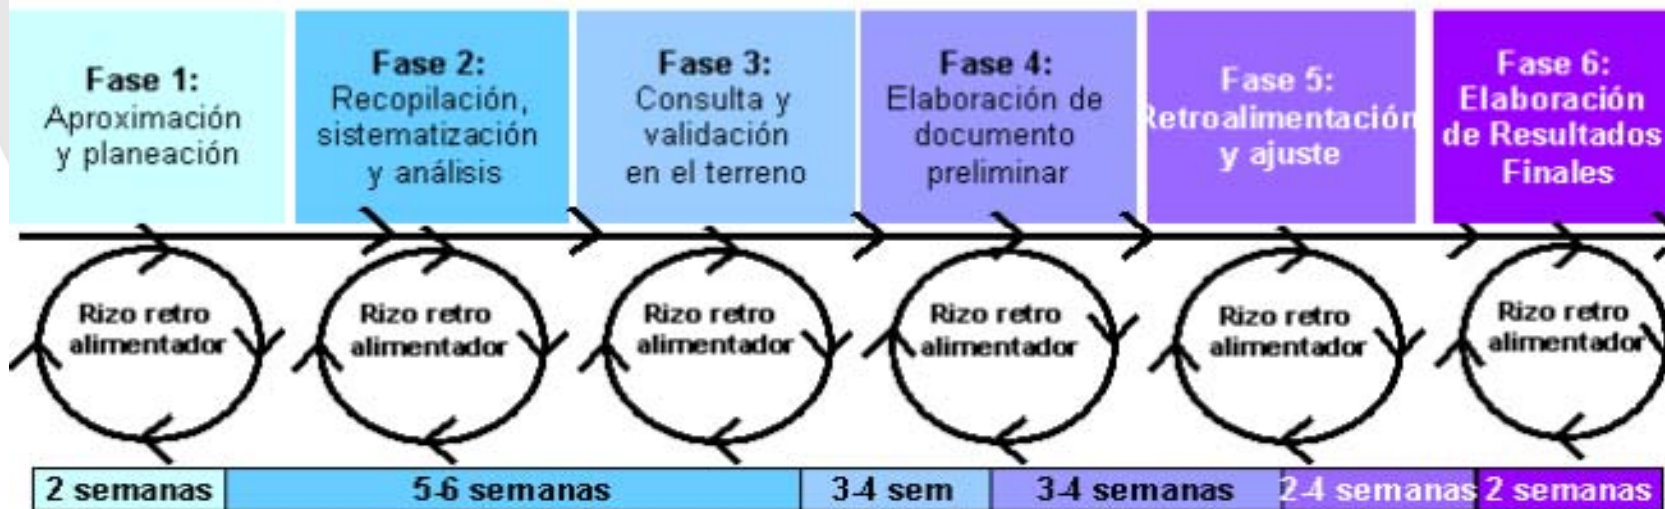 Fase 1:
Aproximación
y planeación
Fase 2:
Recopilación,
sistematización
y análisis
Fase 3:
Consulta y
validación
en el terreno
Fase 4:
Elaboración de
documento
preliminar
Fase 5:
Retroalimentación
y ajuste
Fase 6:
Elaboración
de Resultados
Finales
Rizo retro
alimentador
Rizo retro
alimentador
Rizo retro
alimentador
Rizo retro
alimentador
Rizo retro
alimentador
Rizo retro
alimentador
2 semanas
5-6 semanas
3-4 sem
3-4 semanas
2-4 semanas
2 semanas